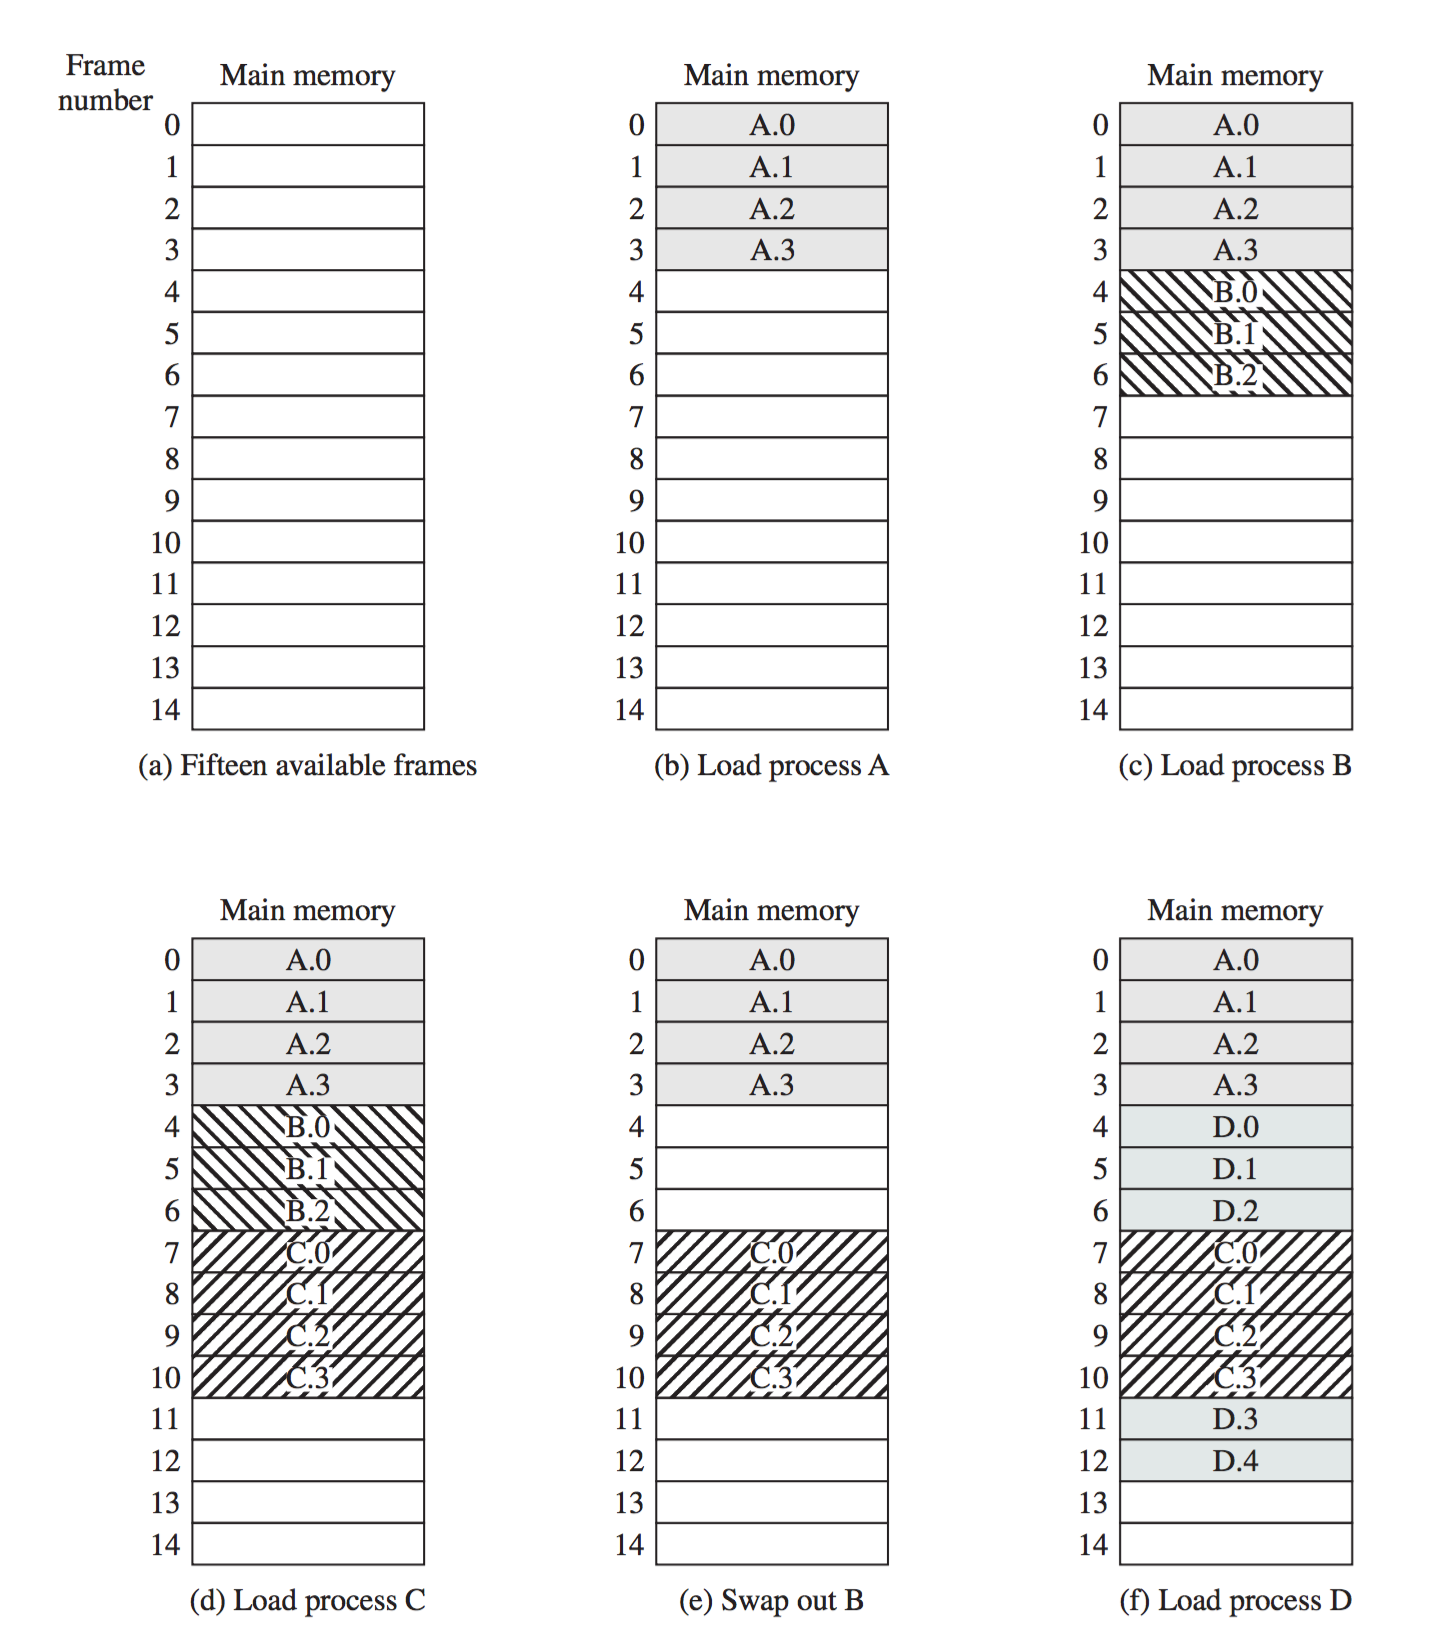 Frame
number
Main memory
0
1
2
3
4
5
6
7
8
9
10
11
12
13
14
(a) Fifteen available frames
Main memory
0 A.0
1 A.1
2 A.2
3 A.3
4
5
6
7
8
9
10
11
12
13
14
(b) Load process A
Main memory
0 A.0
1 A.1
2 A.2
3 A.3
4 B.0
5 B.1
6 B.2
7
8
9
10
11
12
13
14
(c) Load process B
Main memory
0 A.0
1 A.1
2 A.2
3 A.3
4 B.0
5 B.1
6 B.2
7 C.0
8 C.1
9 C.2
10 C.3
11
12
13
14
(d) Load process C
Main memory
0 A.0
1 A.1
2 A.2
3 A.3
4
5
6
7 C.0
8 C.1
9 C.2
10 C.3
11
12
13
14
(e) Swap out B
Main memory
0 A.0
1 A.1
2 A.2
3 A.3
4 D.0
5 D.1
6 D.2
7 C.0
8 C.1
9 C.2
10 C.3
11 D.3
12 D.4
13
14
(f) Load process D